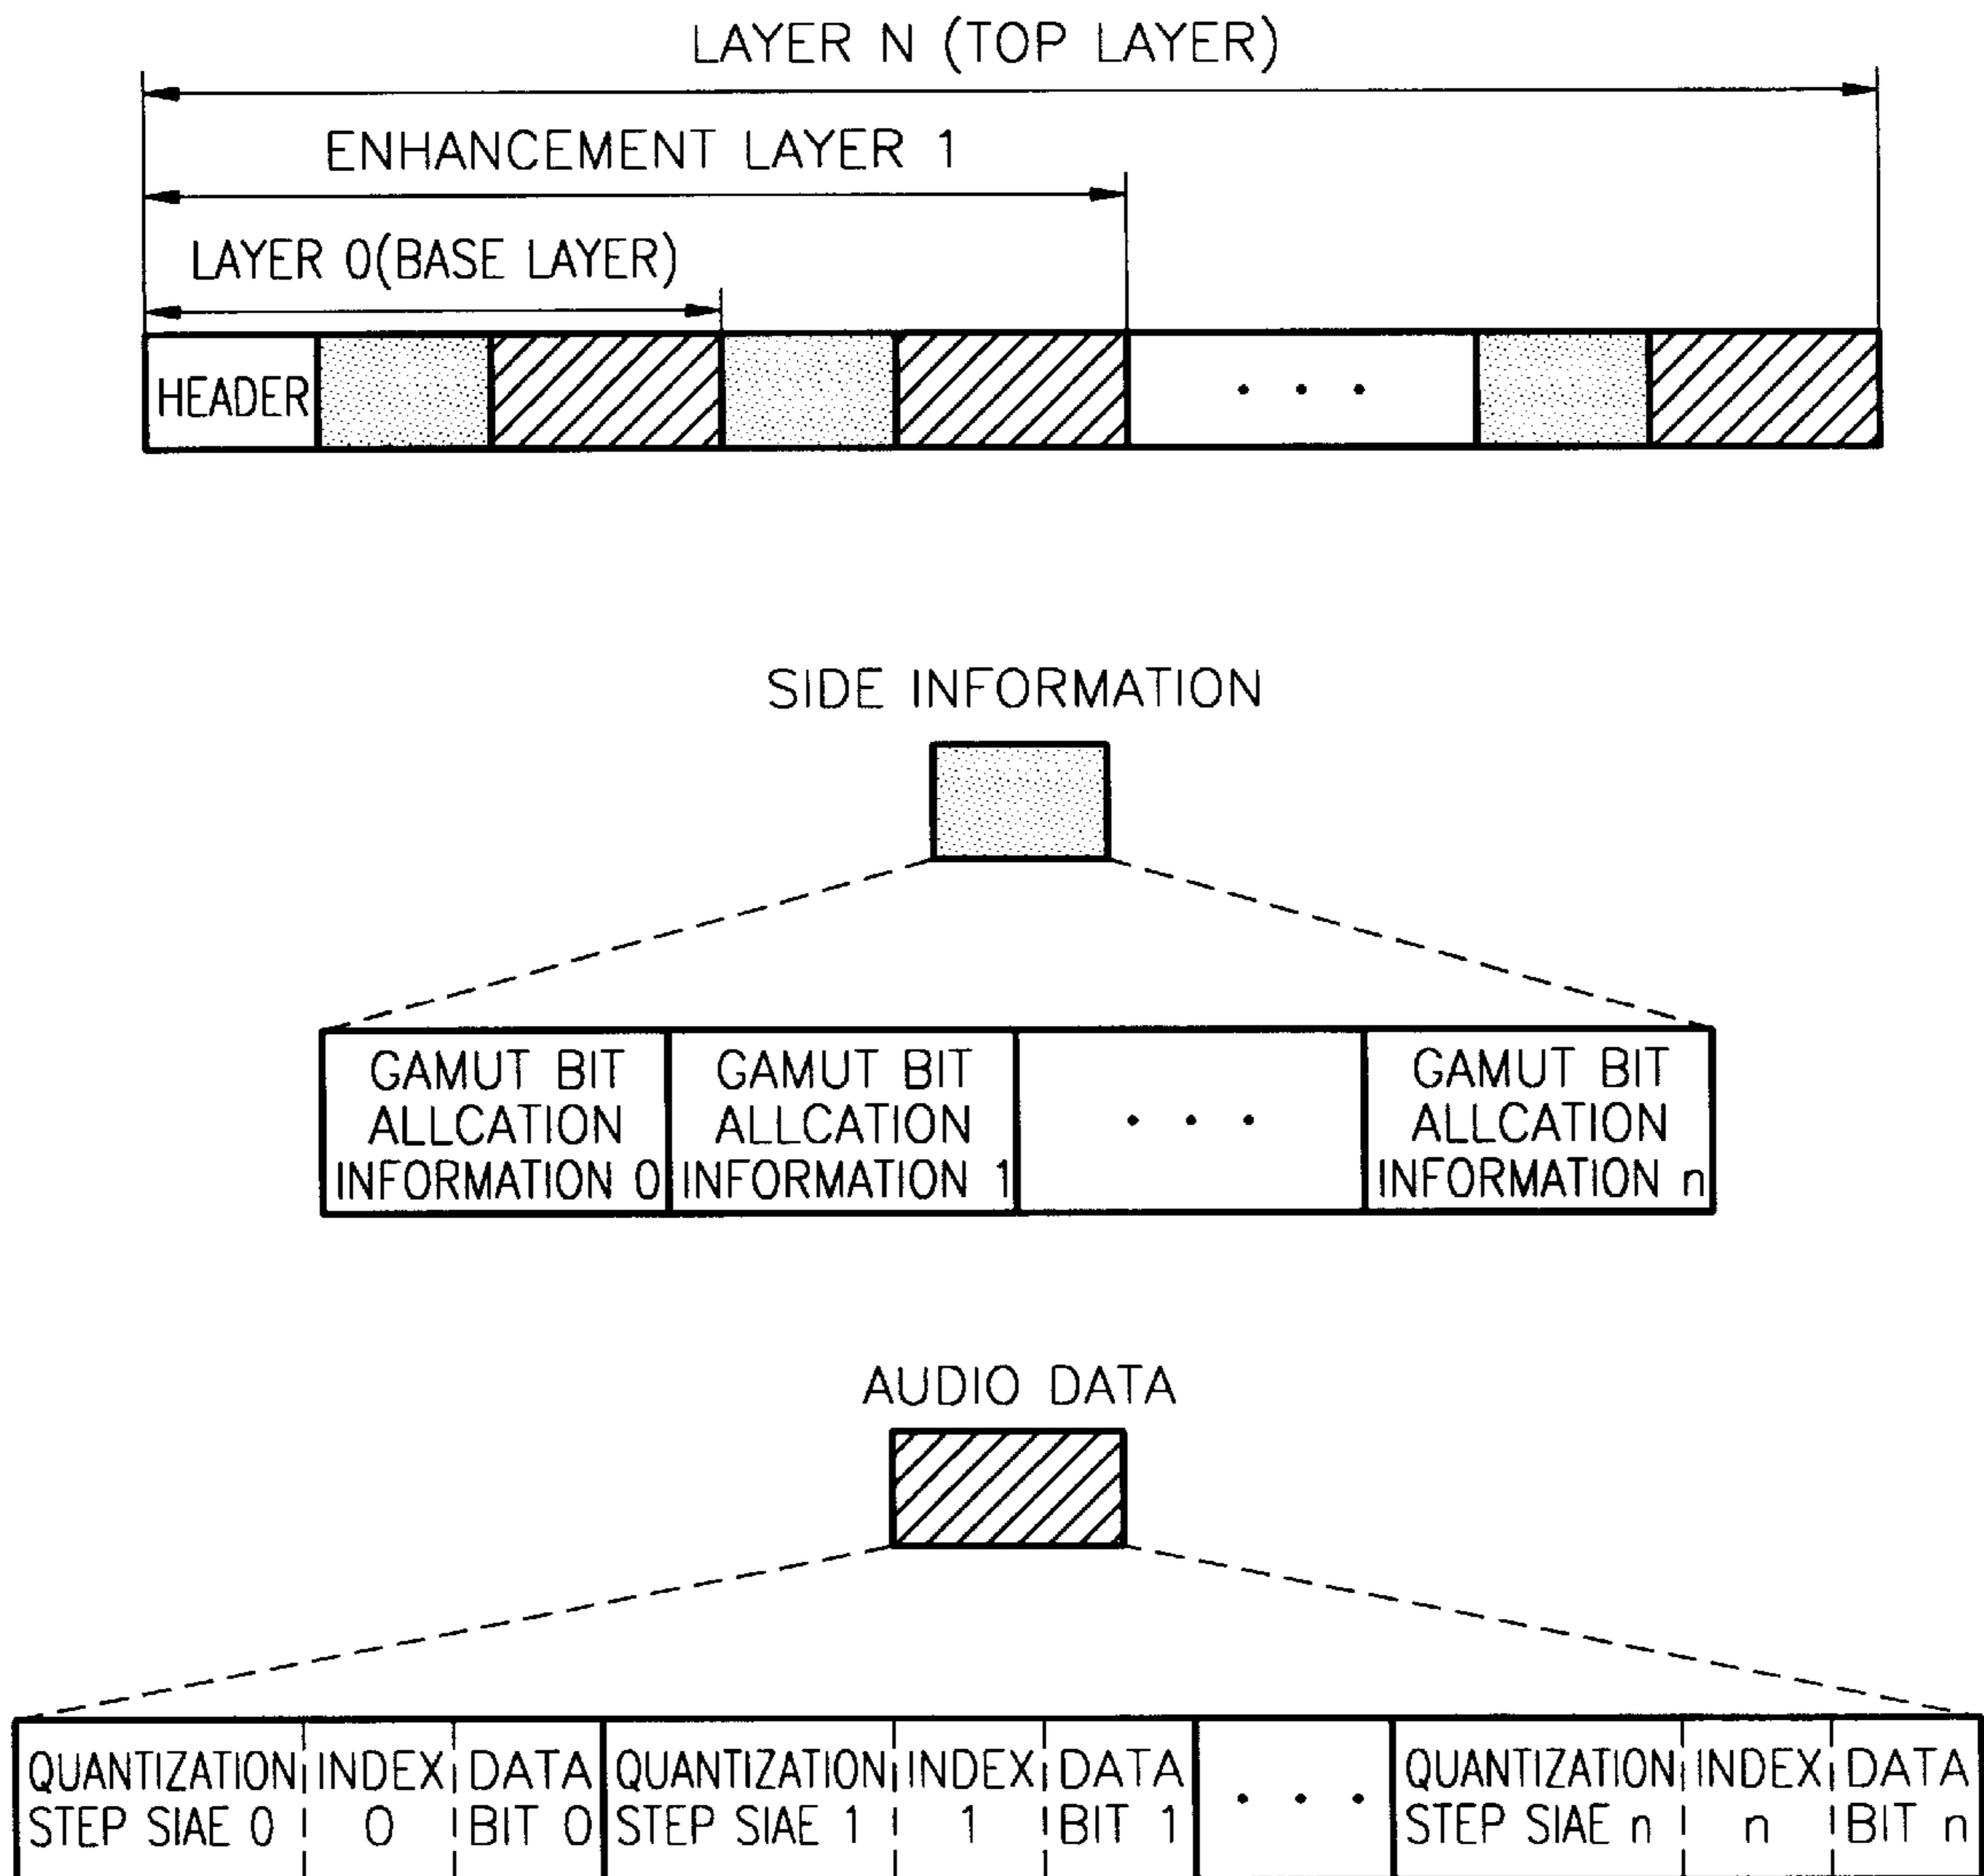 LAYER N (TOP LAYER)
ENHANCEMENT LAYER 1
LAYER 0(BASE LAYER)
HEADER
. . .
SIDE INFORMATION
GAMUT BIT
ALLCATION
INFORMATION 0
GAMUT BIT
ALLCATION
INFORMATION 1
. . .
GAMUT BIT
ALLCATION
INFORMATION n
AUDIO DATA
QUANTIZATION
STEP SIAE 0
INDEX
0
DATA
BIT 0
QUANTIZATION
STEP SIAE 1
INDEX
1
DATA
BIT 1
. . .
QUANTIZATION
STEP SIAE n
INDEX
n
DATA
BIT n